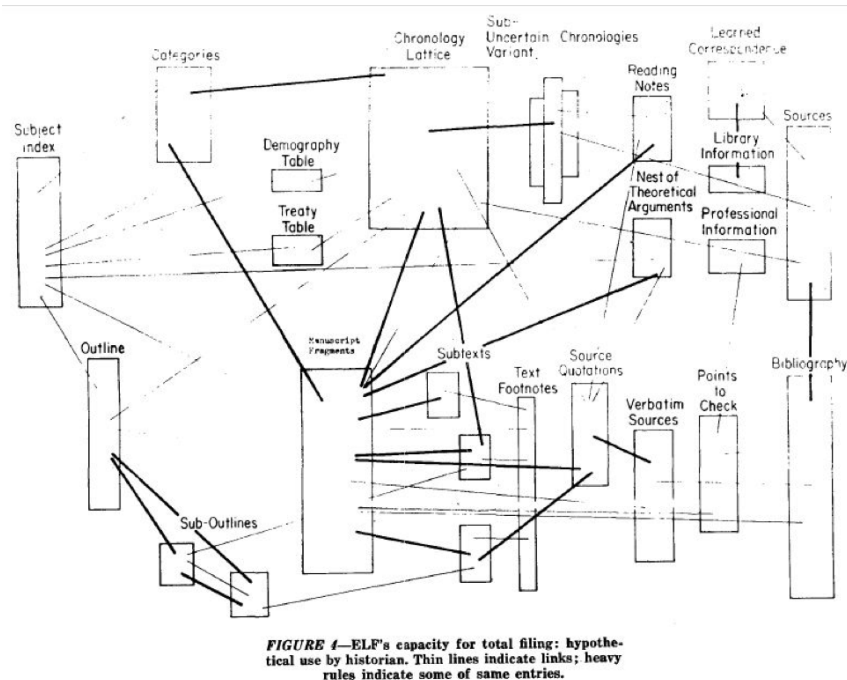 Categories
Chronology
Lattice
Sub-
Uncertain
Variant
Chronologies
Reading
Notes
Learned
Correspondence
Sources
Subject
Index
Demography
Table
Library
Information
Treaty
Table
Nest of
Theoretical
Arguments
Professional
Information
Outline
Manuscript
Fragments
Subtexts
Text
Footnotes
Source
Quotations
Verbatim
Sources
Points
to
Check
Bibliography
Sub-Outlines
FIGURE 4—ELF's capacity for total filing: hypothe-
tical use by historian. Thin lines indicate links; heavy
rules indicate some of same entries.